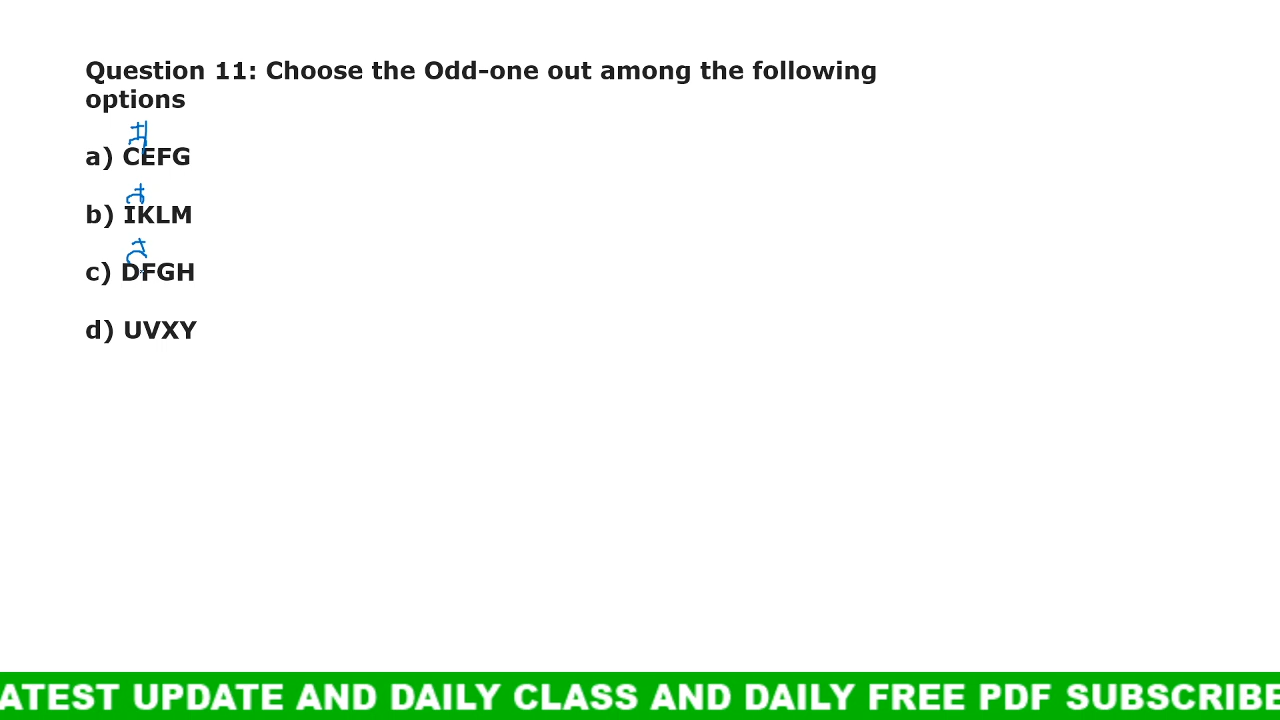 Question 11: Choose the Odd-one out among the following
options
a) CEFG
b) IKLM
c) DFGH
d) UVXY
ATEST UPDATE AND DAILY CLASS AND DAILY FREE PDF SUBSCRIBE